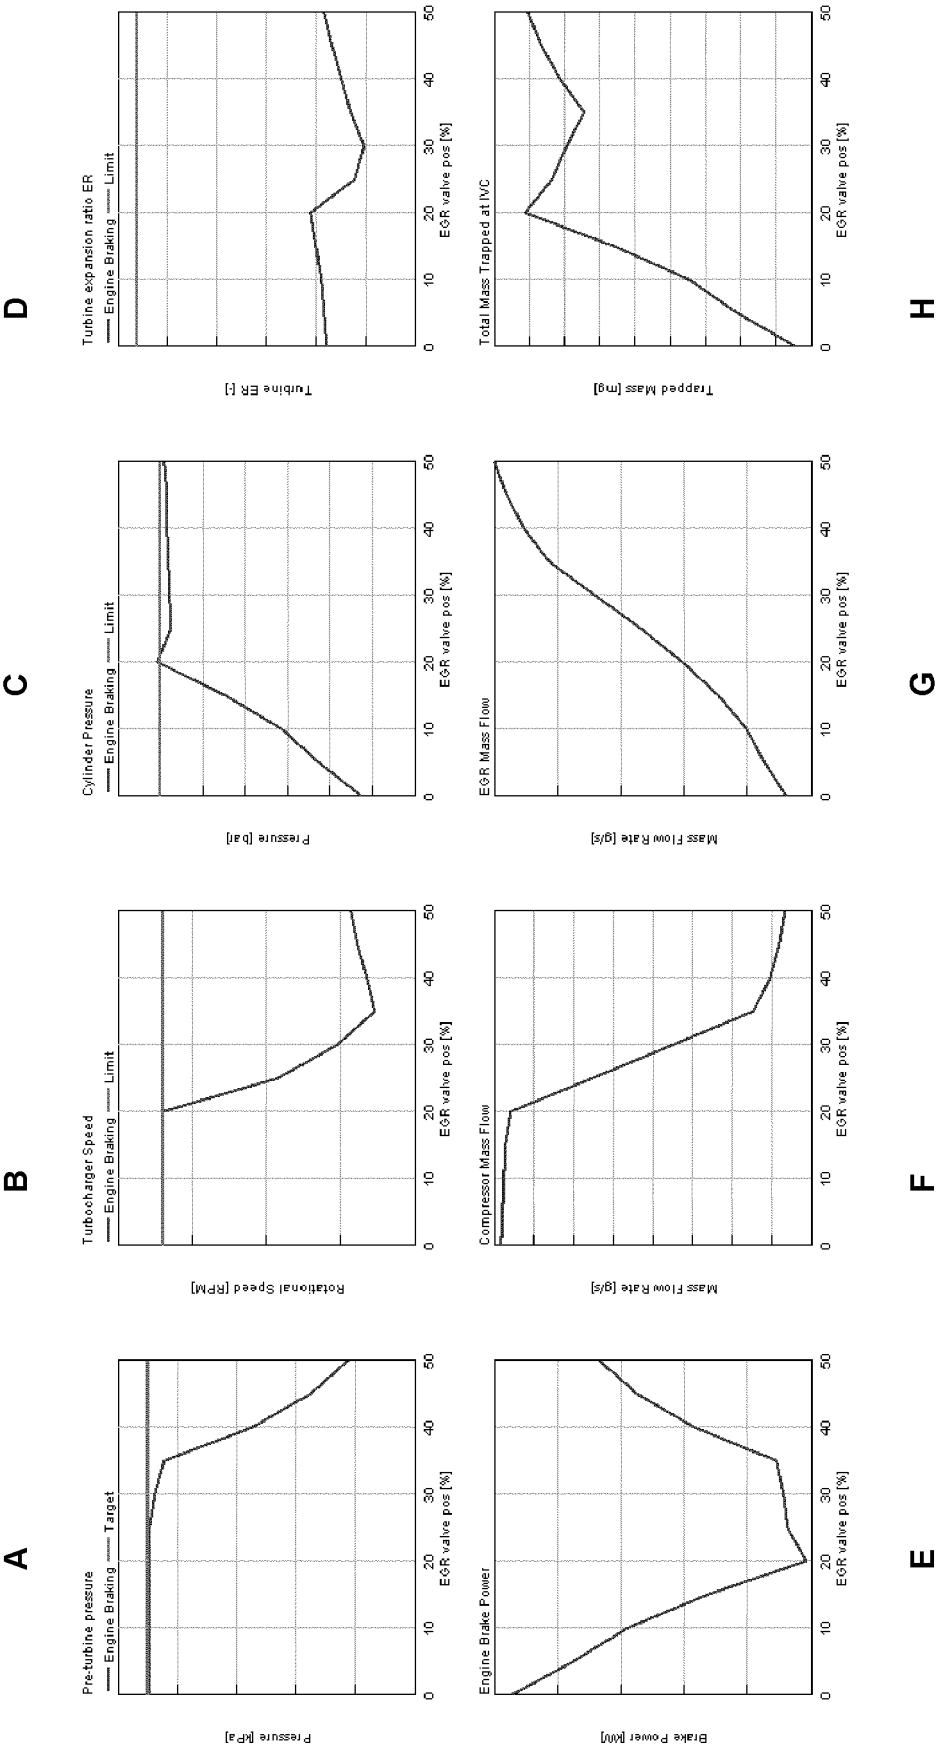 A
Pre-turbine pressure
Engine Braking Target
Pressure [kPa]
0 10 20 30 40 50
EGR valve pos [%]
B
Turbocharger Speed
Engine Braking Limit
Rotational Speed [RPM]
0 10 20 30 40 50
EGR valve pos [%]
C
Cylinder Pressure
Engine Braking Limit
Pressure [bar]
0 10 20 30 40 50
EGR valve pos [%]
D
Turbine expansion ratio ER
Engine Braking Limit
Turbine ER [-]
0 10 20 30 40 50
EGR valve pos [%]
Engine Brake Power
Brake Power [kW]
0 10 20 30 40 50
EGR valve pos [%]
E
Compressor Mass Flow
Mass Flow Rate [g/s]
0 10 20 30 40 50
EGR valve pos [%]
F
EGR Mass Flow
Mass Flow Rate [g/s]
0 10 20 30 40 50
EGR valve pos [%]
G
Total Mass Trapped at IVC
Trapped Mass [mg]
0 10 20 30 40 50
EGR valve pos [%]
H